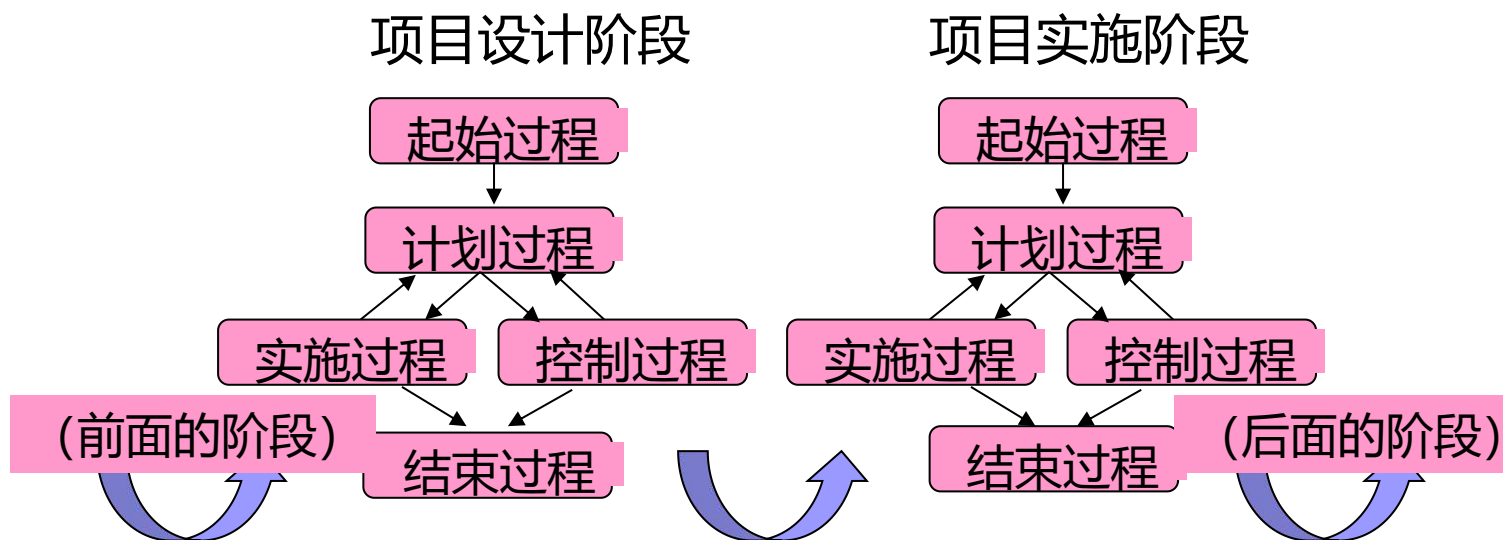 项目设计阶段
项目实施阶段
起始过程
起始过程
计划过程
计划过程
实施过程
控制过程
实施过程
控制过程
（前面的阶段）
（后面的阶段）
结束过程
结束过程